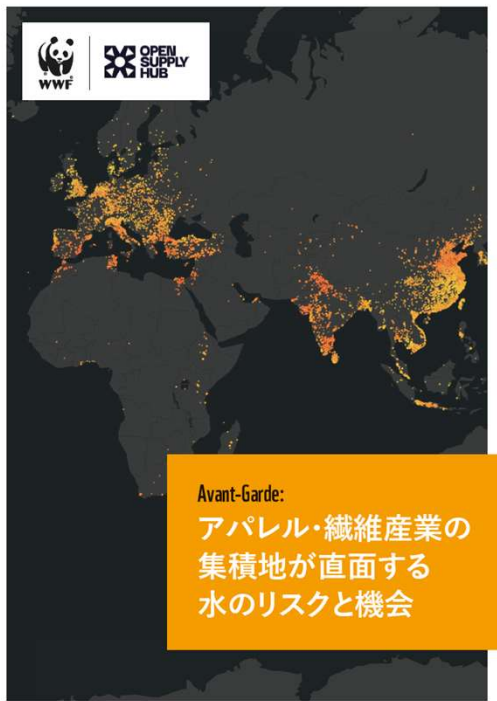 WWF
OPEN
SUPPLY
HUB
Avant-Garde:
アパレル・繊維産業の
集積地が直面する
水のリスクと機会